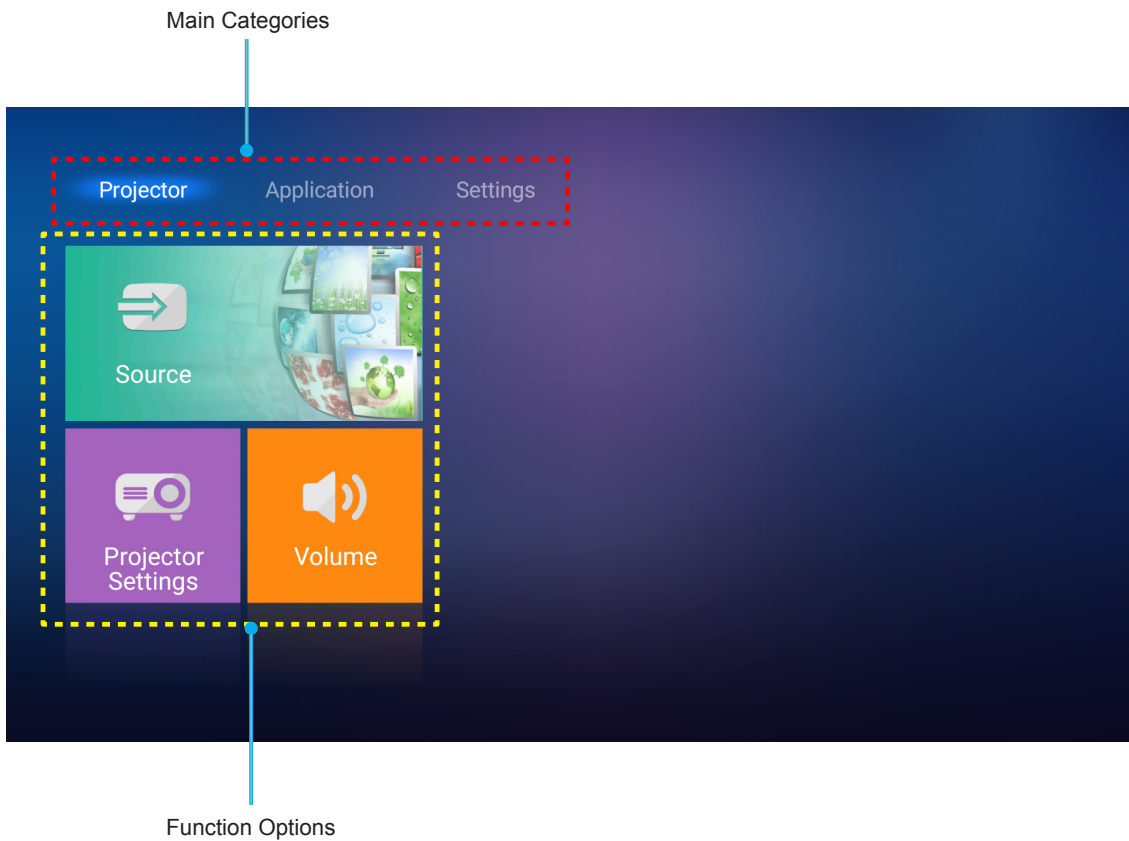 Main Categories
Projector Application Settings
Source
Projector
Settings
Volume
Function Options